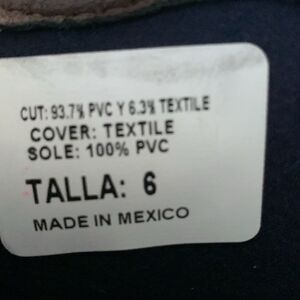 CUT: 93.7% PVC Y 6.3% TEXTILE
COVER: TEXTILE
SOLE: 100% PVC
TALLA: 6
MADE IN MEXICO